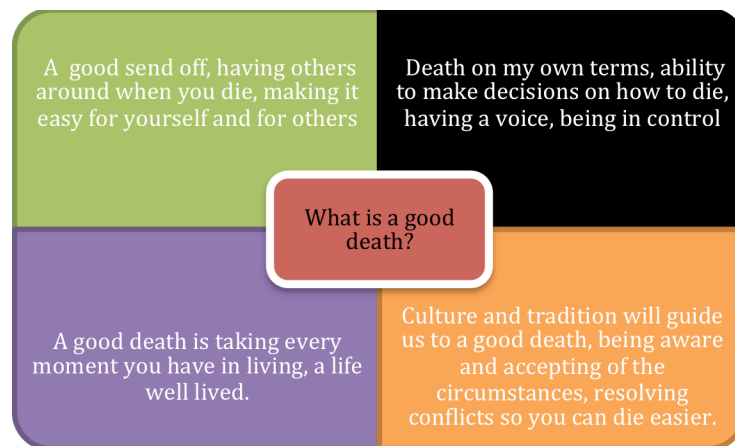 A good send off, having others
around when you die, making it
easy for yourself and for others
Death on my own terms, ability
to make decisions on how to die,
having a voice, being in control
What is a good
death?
A good death is taking every
moment you have in living, a life
well lived.
Culture and tradition will guide
us to a good death, being aware
and accepting of the
circumstances, resolving
conflicts so you can die easier.